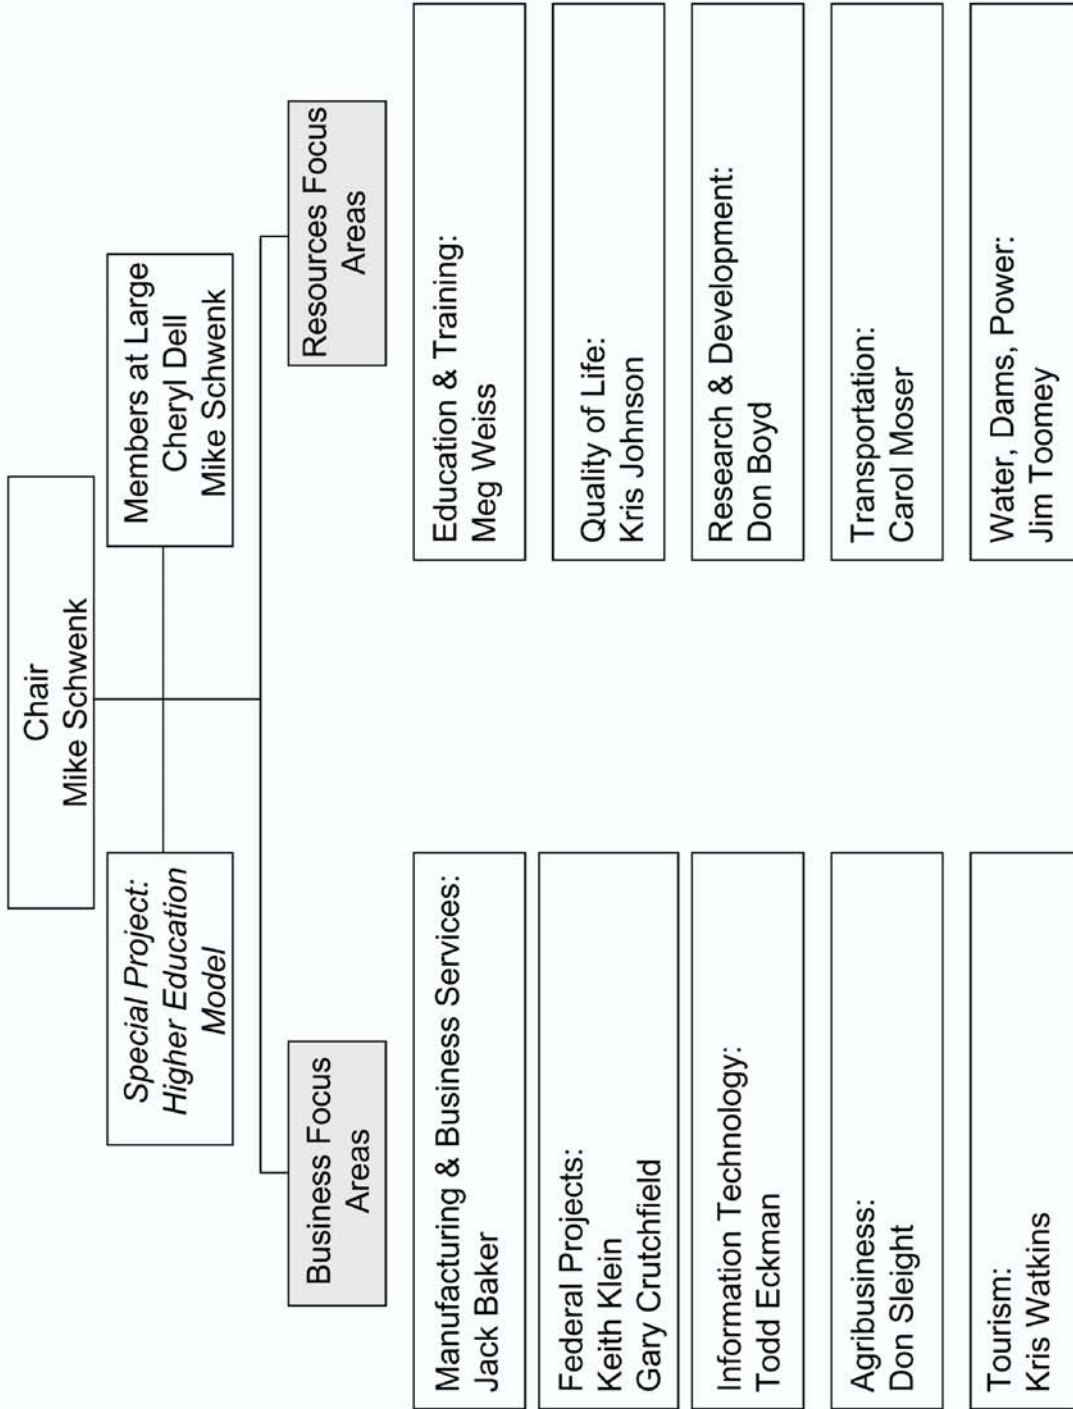 Chair
Mike Schwenk
Special Project:
Higher Education
Model
Members at Large
Cheryl Dell
Mike Schwenk
Business Focus
Areas
Resources Focus
Areas
Manufacturing & Business Services:
Jack Baker
Federal Projects:
Keith Klein
Gary Crutchfield
Information Technology:
Todd Eckman
Agribusiness:
Don Sleight
Tourism:
Kris Watkins
Education & Training:
Meg Weiss
Quality of Life:
Kris Johnson
Research & Development:
Don Boyd
Transportation:
Carol Moser
Water, Dams, Power:
Jim Toomey